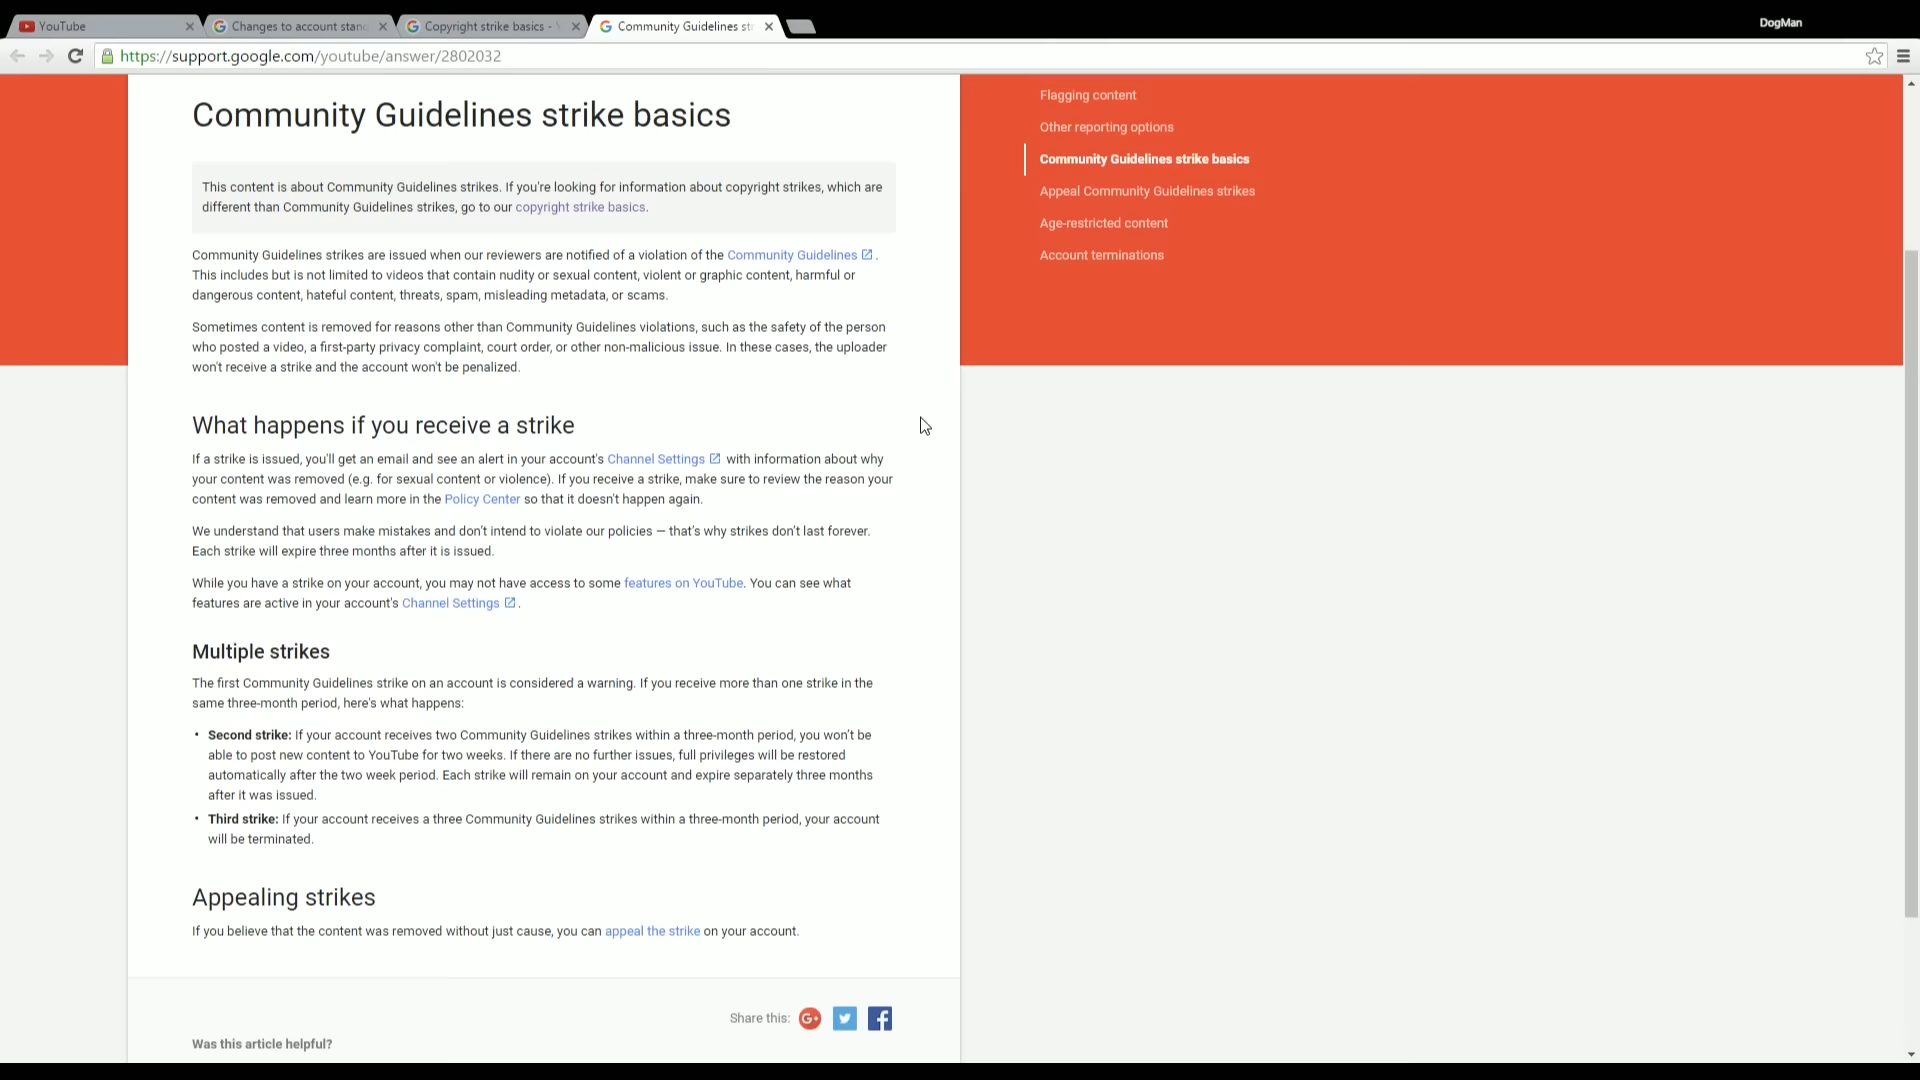 YouTube
Changes to account stand
Copyright strike basics -
Community Guidelines str
DogMan
https://support.google.com/youtube/answer/2802032
Community Guidelines strike basics
This content is about Community Guidelines strikes. If you're looking for information about copyright strikes, which are
different than Community Guidelines strikes, go to our copyright strike basics.
Community Guidelines strikes are issued when our reviewers are notified of a violation of the Community Guidelines .
This includes but is not limited to videos that contain nudity or sexual content, violent or graphic content, harmful or
dangerous content, hateful content, threats, spam, misleading metadata, or scams.
Sometimes content is removed for reasons other than Community Guidelines violations, such as the safety of the person
who posted a video, a first-party privacy complaint, court order, or other non-malicious issue. In these cases, the uploader
won't receive a strike and the account won't be penalized.
What happens if you receive a strike
If a strike is issued, you'll get an email and see an alert in your account's Channel Settings with information about why
your content was removed (e.g. for sexual content or violence). If you receive a strike, make sure to review the reason your
content was removed and learn more in the Policy Center so that it doesn't happen again.
We understand that users make mistakes and don't intend to violate our policies — that's why strikes don't last forever.
Each strike will expire three months after it is issued.
While you have a strike on your account, you may not have access to some features on YouTube. You can see what
features are active in your account's Channel Settings .
Multiple strikes
The first Community Guidelines strike on an account is considered a warning. If you receive more than one strike in the
same three-month period, here's what happens:
• Second strike: If your account receives two Community Guidelines strikes within a three-month period, you won't be
able to post new content to YouTube for two weeks. If there are no further issues, full privileges will be restored
automatically after the two week period. Each strike will remain on your account and expire separately three months
after it was issued.
• Third strike: If your account receives a three Community Guidelines strikes within a three-month period, your account
will be terminated.
Appealing strikes
If you believe that the content was removed without just cause, you can appeal the strike on your account.
Share this:
Was this article helpful?
Flagging content
Other reporting options
Community Guidelines strike basics
Appeal Community Guidelines strikes
Age-restricted content
Account terminations